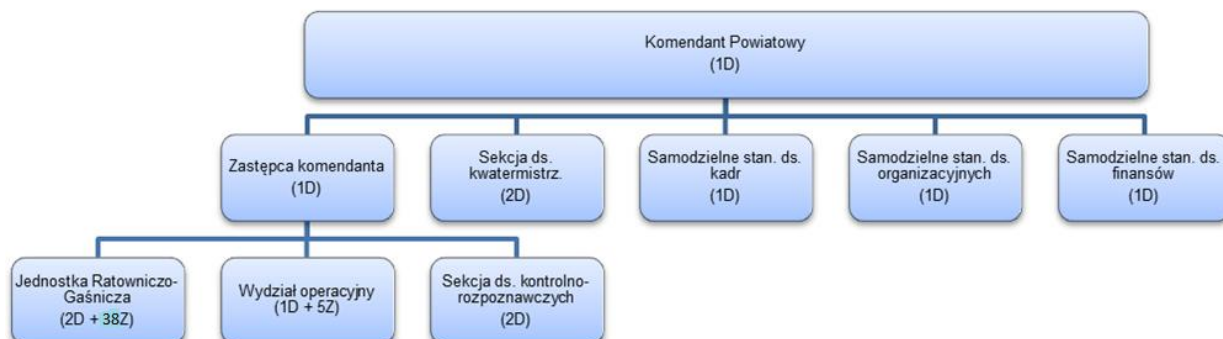 Komendant Powiatowy
(1D)
Zastępca komendanta
(1D)
Sekcja ds.
kwatermistrz.
(2D)
Samodzielne stan. ds.
kadr
(1D)
Samodzielne stan. ds.
organizacyjnych
(1D)
Samodzielne stan. ds.
finansów
(1D)
Jednostka Ratowniczo-
Gaśnicza
(2D + 38Z)
Wydział operacyjny
(1D + 5Z)
Sekcja ds. kontrolno-
rozpoznawczych
(2D)